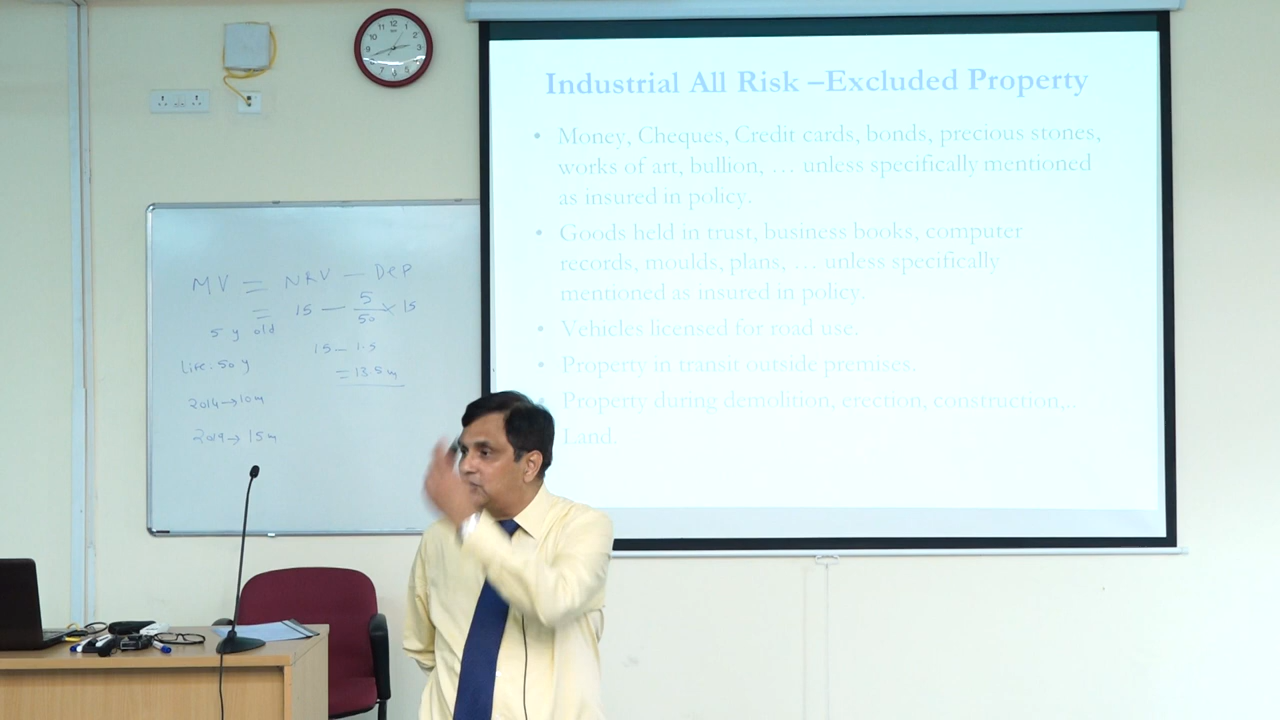 Industrial All Risk –Excluded Property
• Money, Cheques, Credit cards, bonds, precious stones,
works of art, bullion, … unless specifically mentioned
as insured in policy.
• Goods held in trust, business books, computer
records, moulds, plans, … unless specifically
mentioned as insured in policy.
• Vehicles licensed for road use.
• Property in transit outside premises.
• Property during demolition, erection, construction,..
Land.
MV = NRV — Dep
= 15 — 5/50 × 15
5 y old
15 — 1.5
Life - 50 y
= 13.5 m
2014 → 10m
2019 → 15m